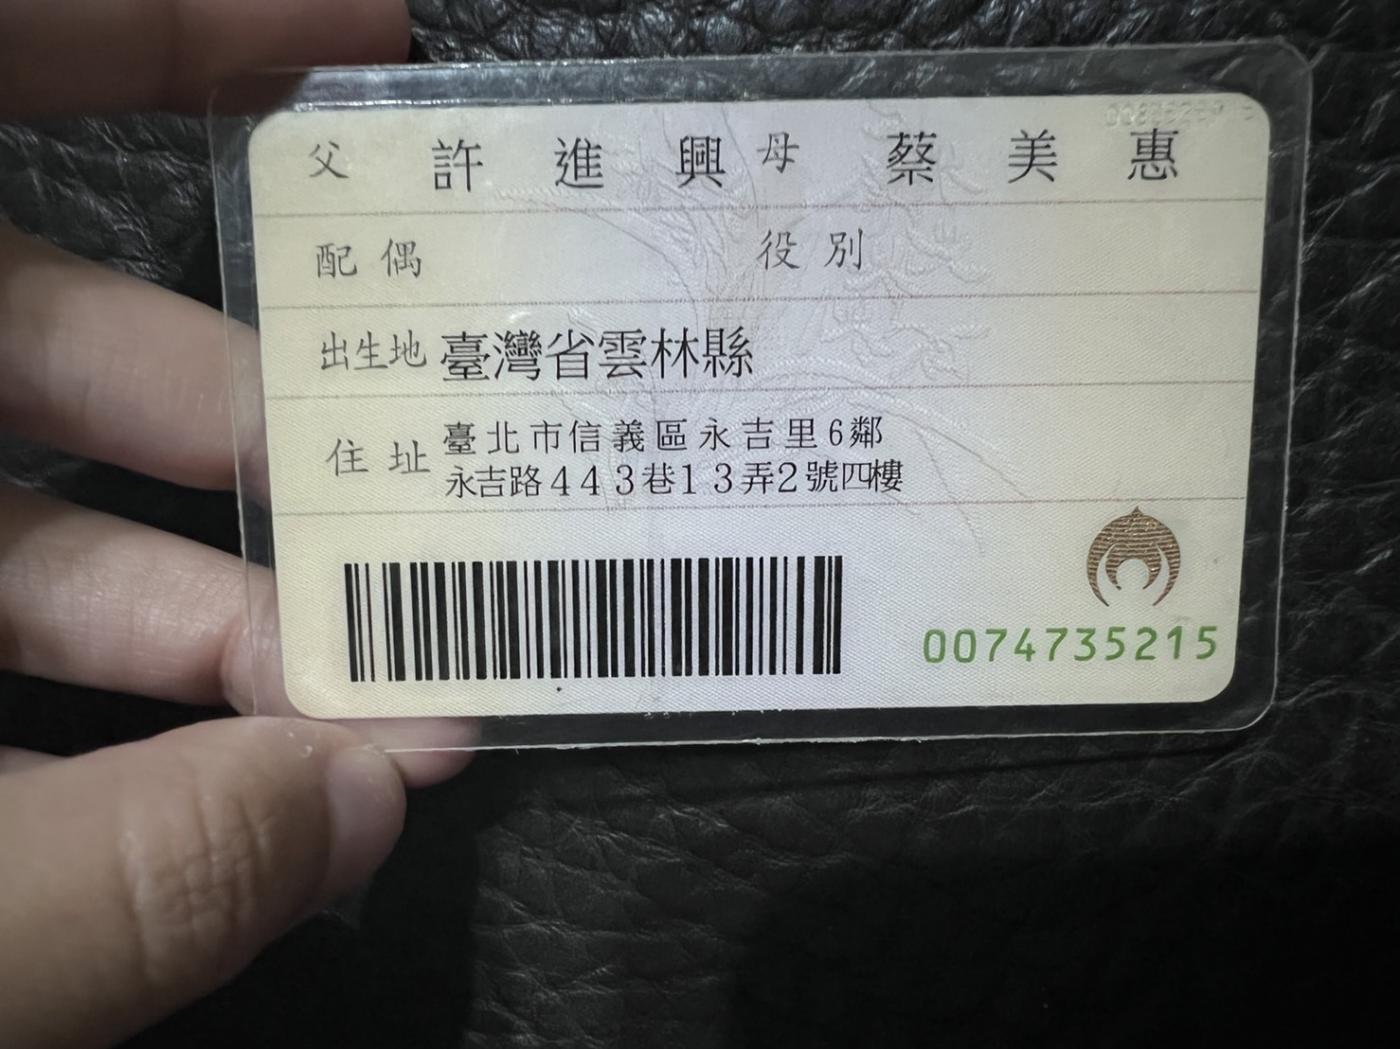 父 許進興 母 蔡美惠
配偶 役別
出生地 臺灣省雲林縣
住址 臺北市信義區永吉里6鄰
永吉路443巷13弄2號四樓
0074735215